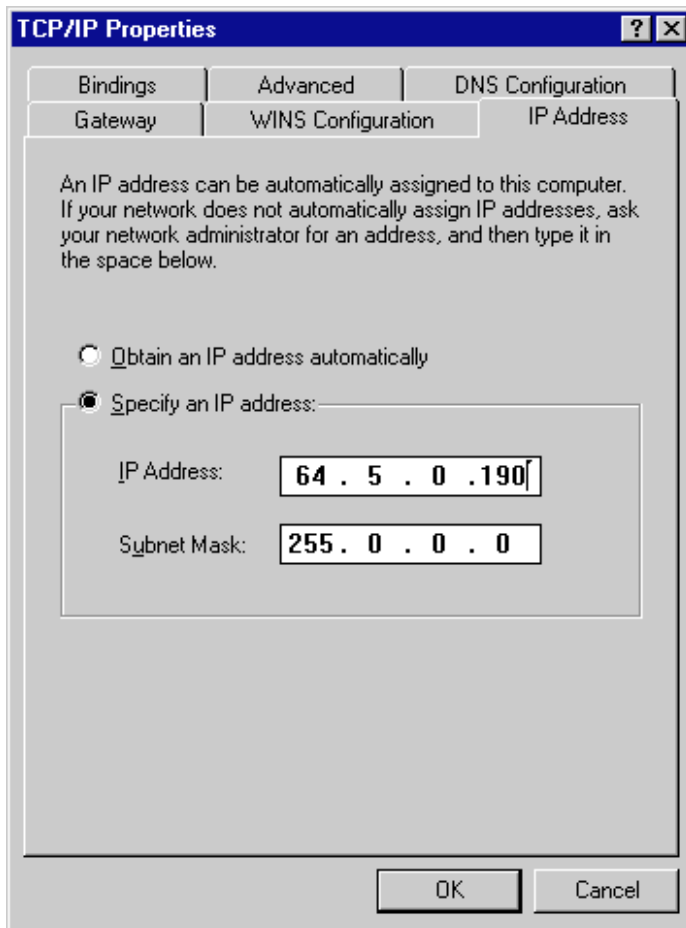 TCP/IP Properties
Bindings Advanced DNS Configuration
Gateway WINS Configuration IP Address
An IP address can be automatically assigned to this computer.
If your network does not automatically assign IP addresses, ask
your network administrator for an address, and then type it in
the space below.
Obtain an IP address automatically
Specify an IP address:
IP Address: 64 . 5 . 0 .190
Subnet Mask: 255 . 0 . 0 . 0
OK Cancel